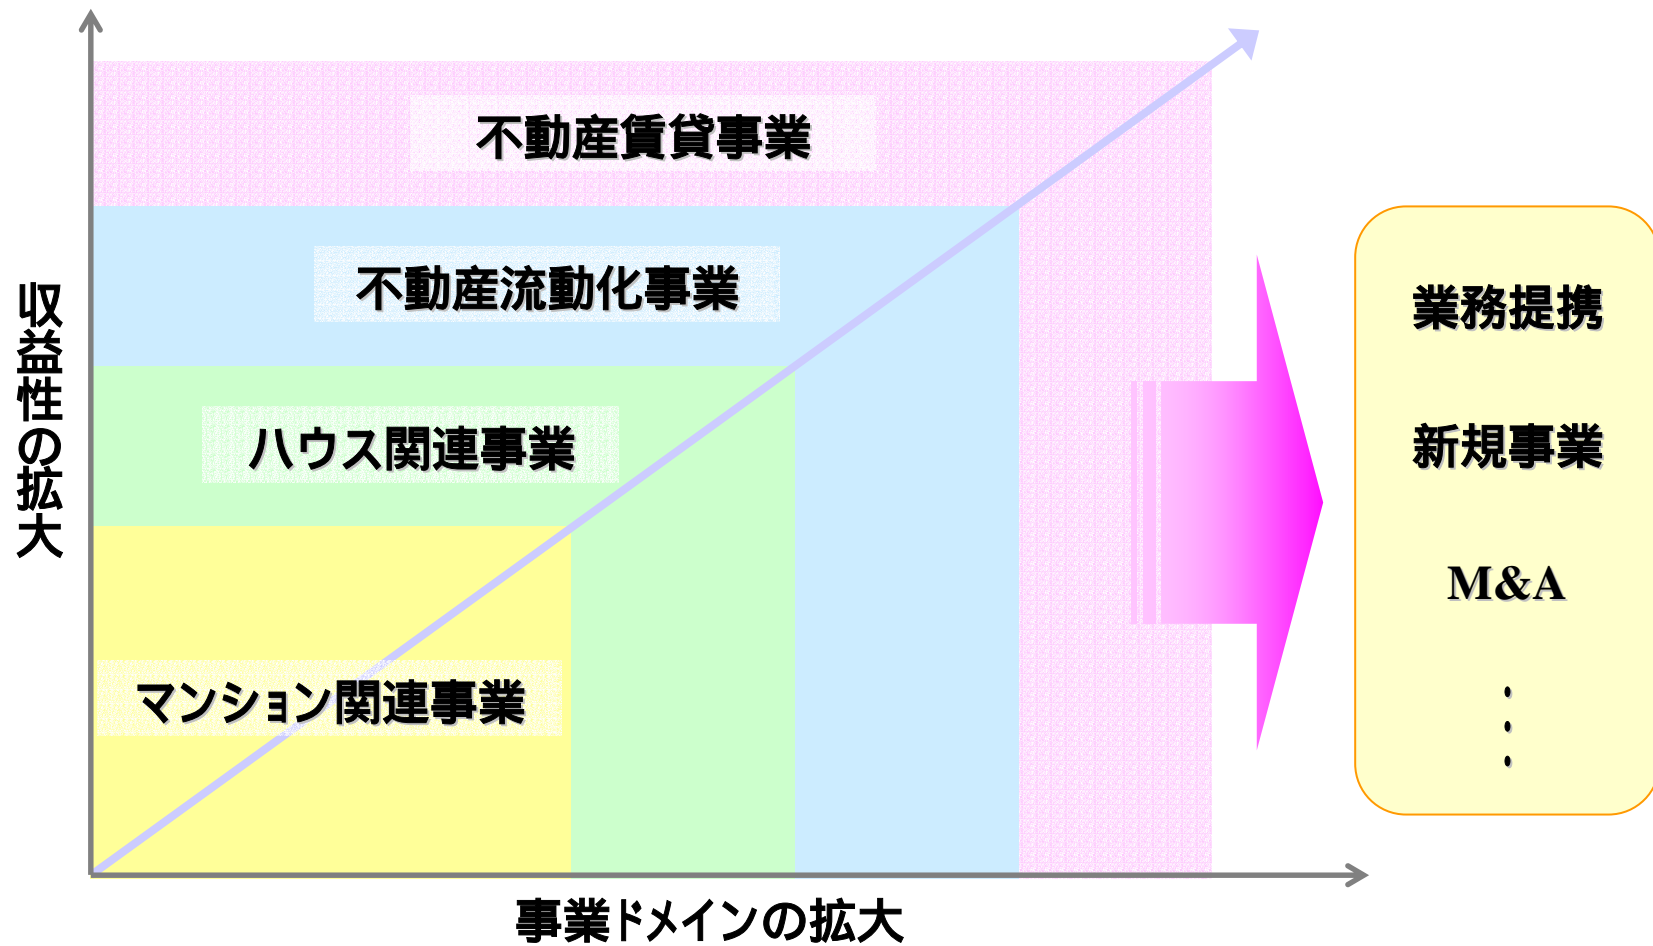 不動産賃貸事業
不動産流動化事業
ハウス関連事業
マンション関連事業
収益性の拡大
事業ドメインの拡大
業務提携
新規事業
M&A
・
・
・